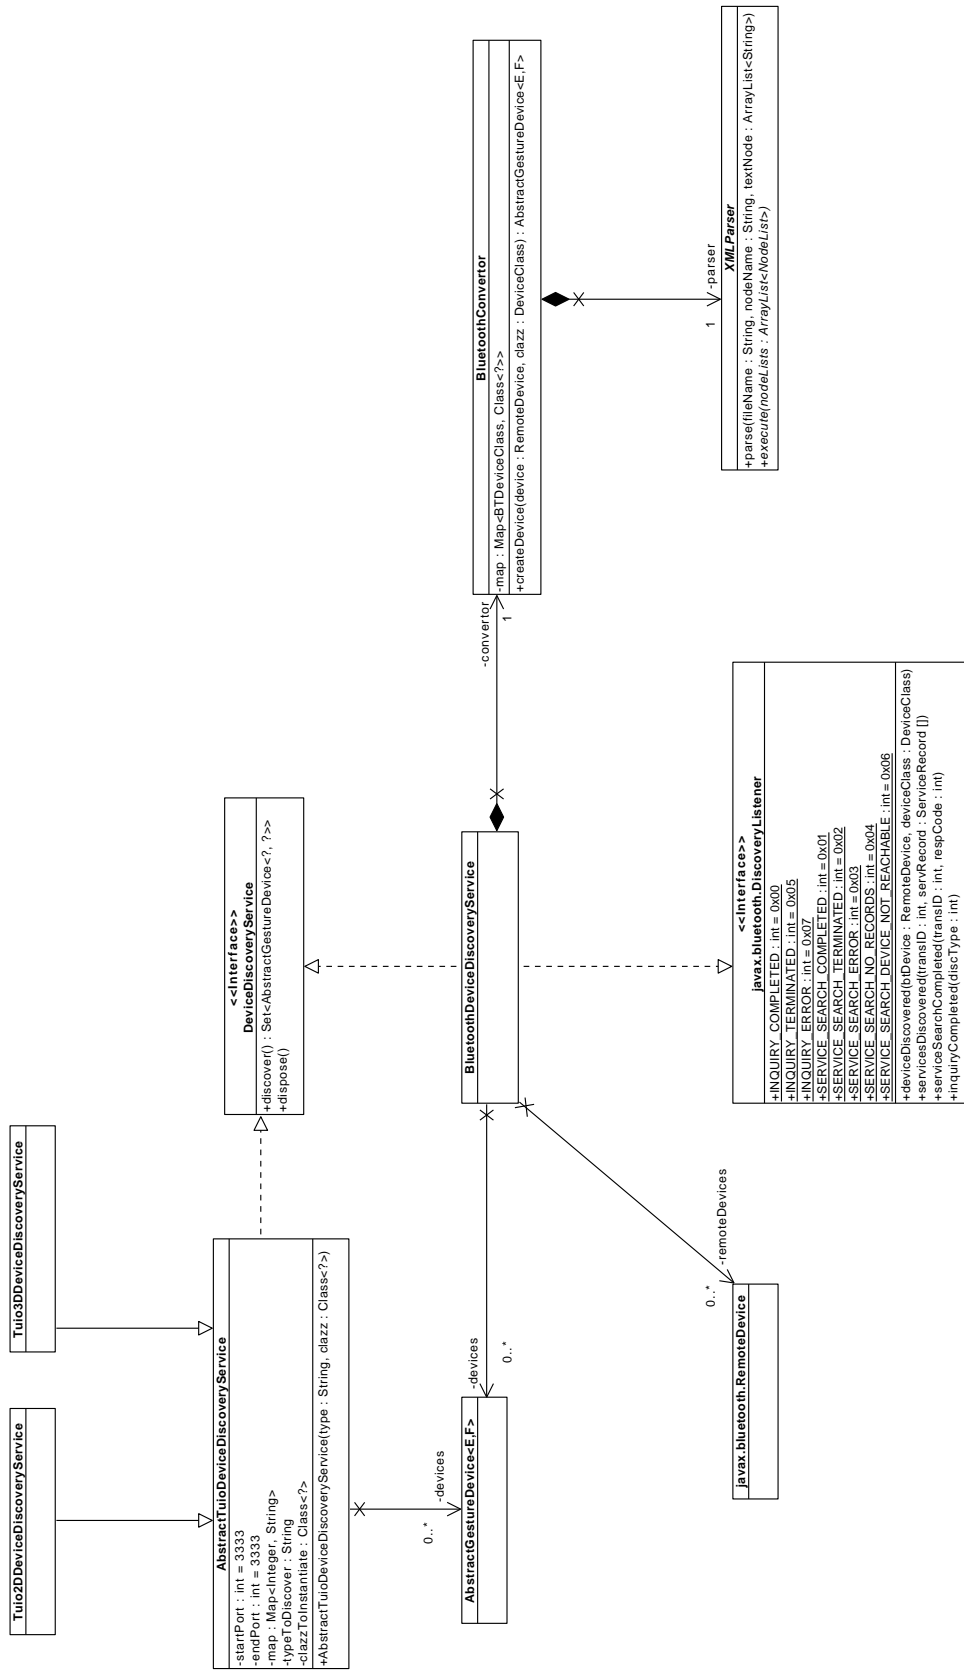 Tuio2DDeviceDiscoveryService
Tuio3DDeviceDiscoveryService
AbstractTuioDeviceDiscoveryService
-startPort : int = 3333
-endPort : int = 3333
-map : Map<Integer, String>
-typeToDiscover : String
-clazzToInstantiate : Class<?>
+AbstractTuioDeviceDiscoveryService(type : String, clazz : Class<?>)
<<Interface>>
DeviceDiscoveryService
+discover() : Set<AbstractGestureDevice<?, ?>>
+dispose()
-devices
0..*
AbstractGestureDevice<E,F>
-devices
0..*
BluetoothDeviceDiscoveryService
-convertor
1
BluetoothConvertor
-map : Map<BTDeviceClass, Class<?>>
+createDevice(device : RemoteDevice, clazz : DeviceClass) : AbstractGestureDevice<E,F>
-remoteDevices
0..*
javax.bluetooth.RemoteDevice
<<Interface>>
javax.bluetooth.DiscoveryListener
+INQUIRY_COMPLETED : int = 0x00
+INQUIRY_TERMINATED : int = 0x05
+INQUIRY_ERROR : int = 0x07
+SERVICE_SEARCH_COMPLETED : int = 0x01
+SERVICE_SEARCH_TERMINATED : int = 0x02
+SERVICE_SEARCH_ERROR : int = 0x03
+SERVICE_SEARCH_NO_RECORDS : int = 0x04
+SERVICE_SEARCH_DEVICE_NOT_REACHABLE : int = 0x06
+deviceDiscovered(btDevice : RemoteDevice, deviceClass : DeviceClass)
+servicesDiscovered(transID : int, servRecord : ServiceRecord [])
+serviceSearchCompleted(transID : int, respCode : int)
+inquiryCompleted(discType : int)
-parser
1
XMLParser
+parse(fileName : String, nodeName : String, textNode : ArrayList<String>)
+execute(nodeLists : ArrayList<NodeList>)